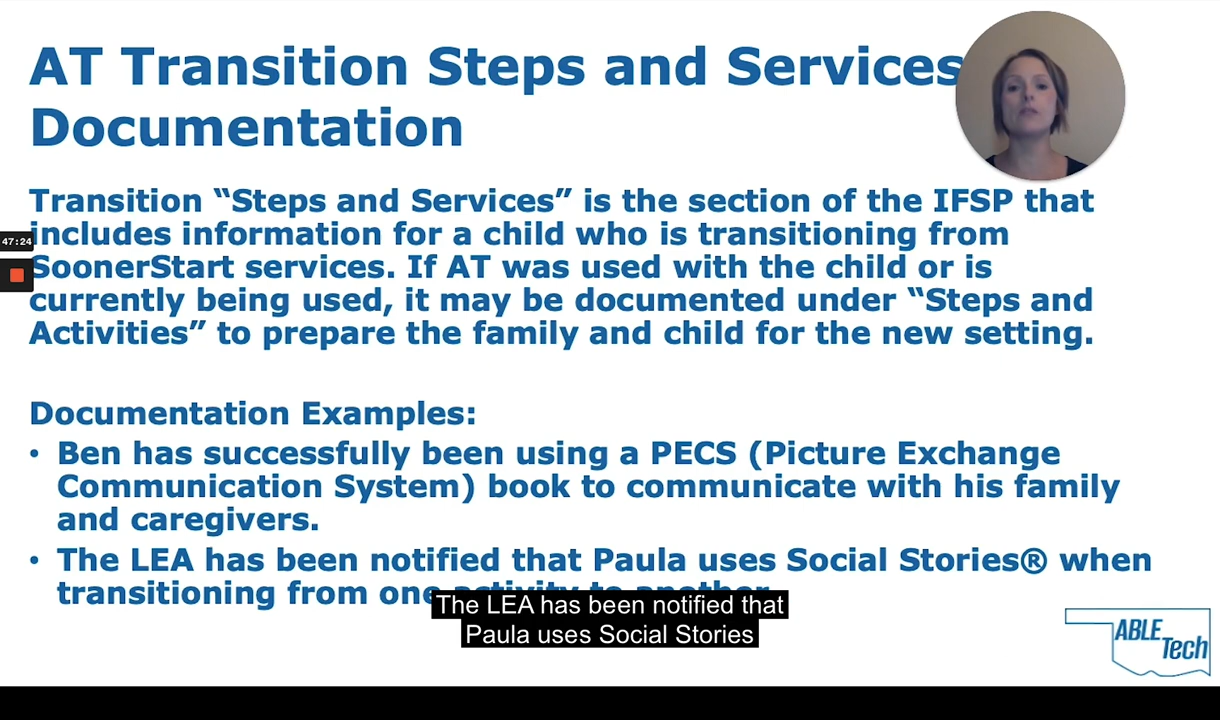 AT Transition Steps and Services
Documentation
Transition “Steps and Services” is the section of the IFSP that
includes information for a child who is transitioning from
47:24
SoonerStart services. If AT was used with the child or is
currently being used, it may be documented under “Steps and
Activities” to prepare the family and child for the new setting.
Documentation Examples:
• Ben has successfully been using a PECS (Picture Exchange
Communication System) book to communicate with his family
and caregivers.
• The LEA has been notified that Paula uses Social Stories® when
transitioning from one activity to another.
The LEA has been notified that
Paula uses Social Stories
ABLE
Tech